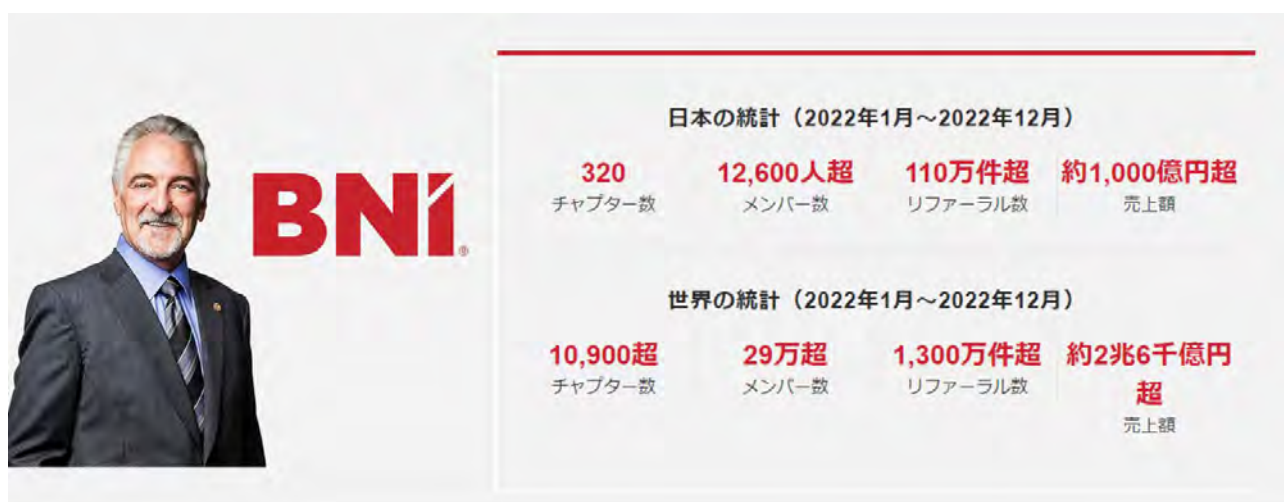 BNI®
日本の統計（2022年1月～2022年12月）
320 12,600人超 110万件超 約1,000億円超
チャプター数 メンバー数 リファーラル数 売上額
世界の統計（2022年1月～2022年12月）
10,900超 29万超 1,300万件超 約2兆6千億円
超
チャプター数 メンバー数 リファーラル数
売上額